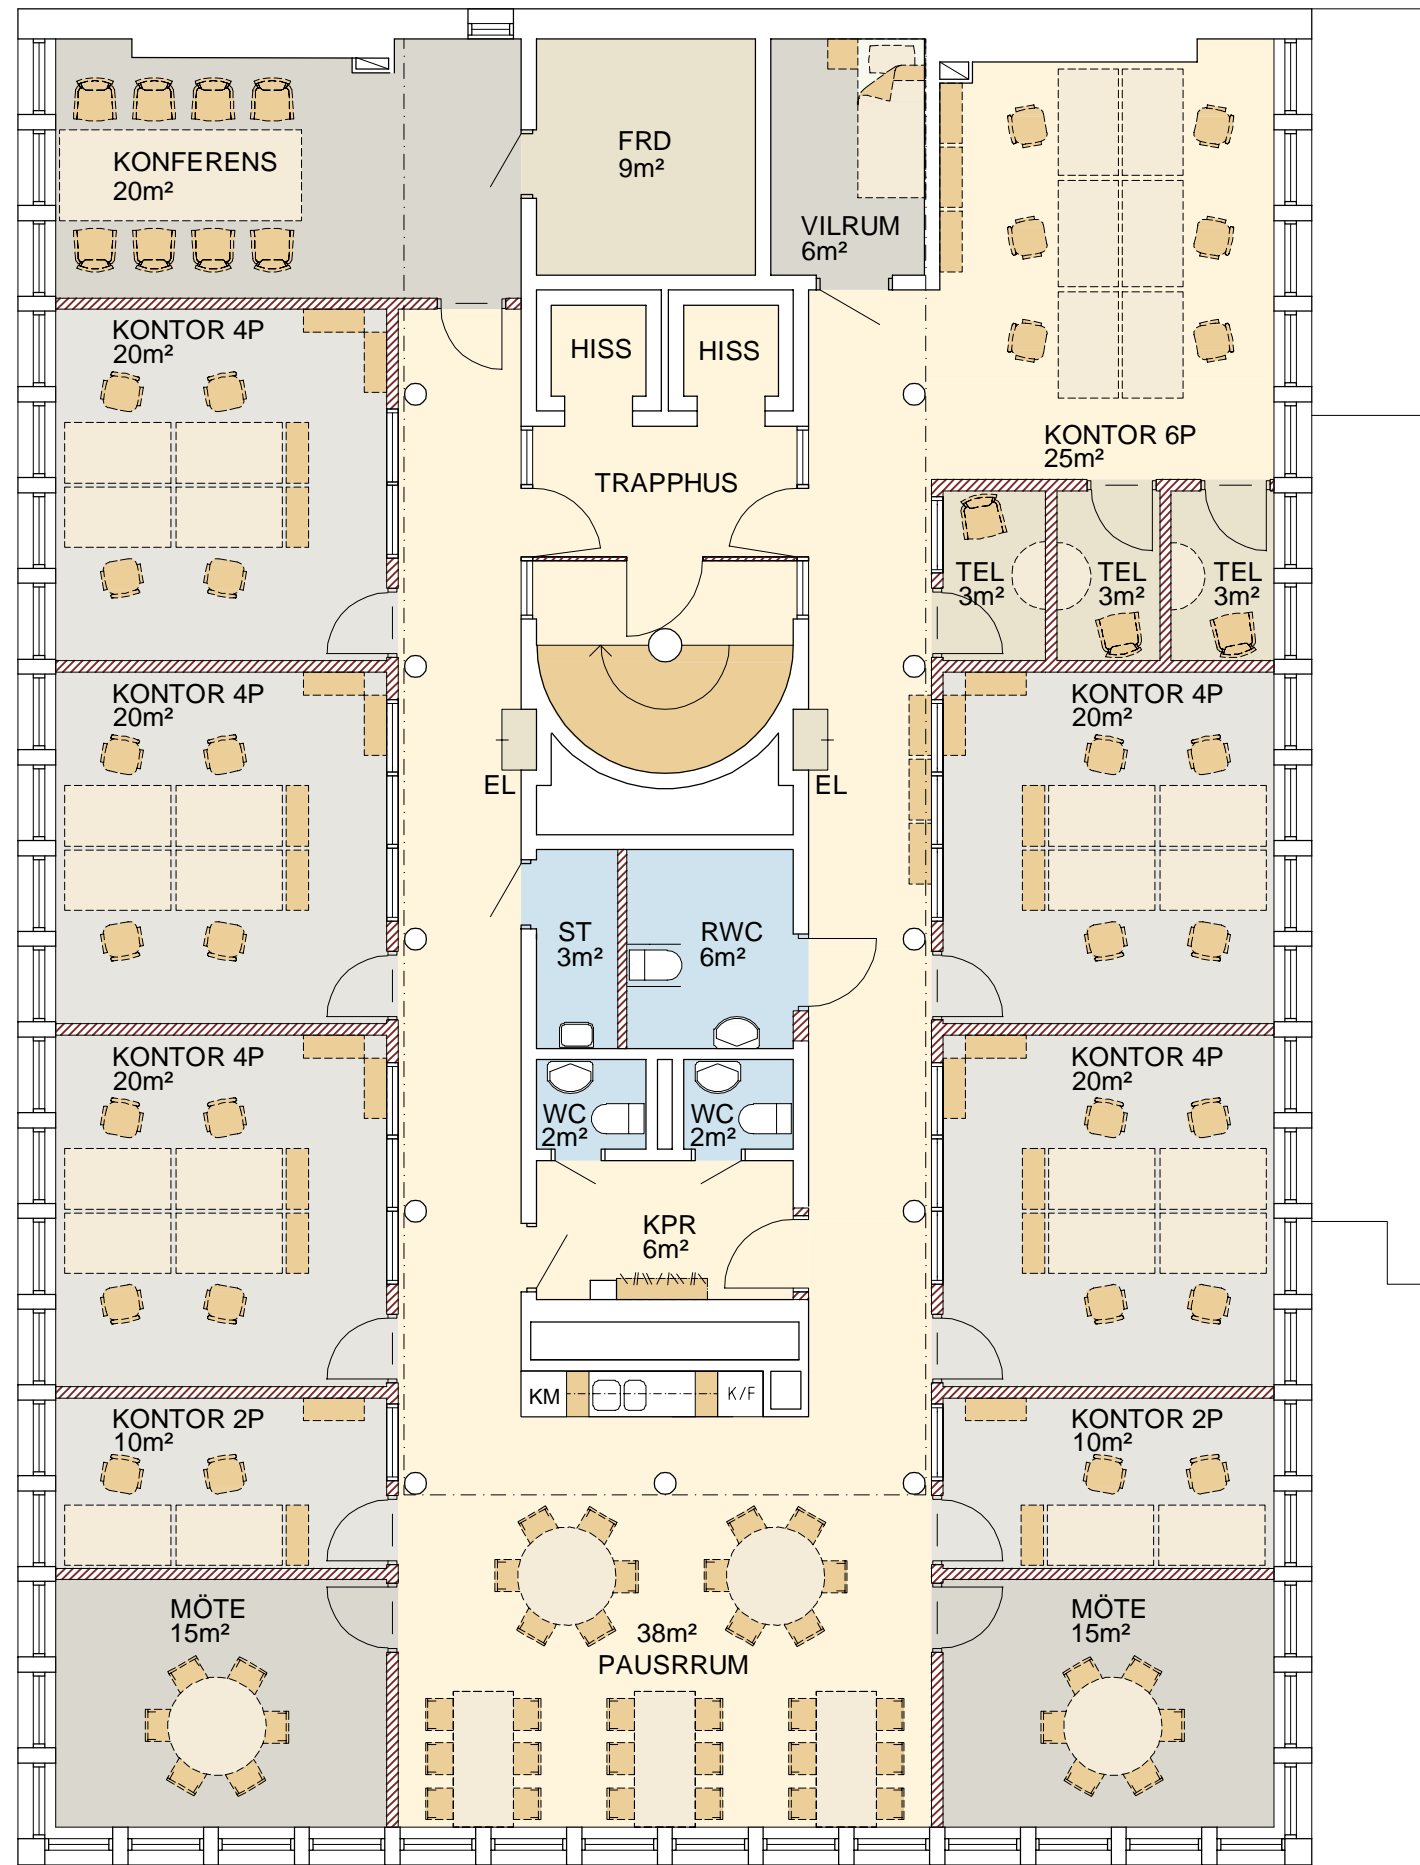 KONFERENS
20m²
FRD
9m²
VILRUM
6m²
KONTOR 4P
20m²
HISS
HISS
KONTOR 6P
25m²
TRAPPHUS
TEL
3m²
TEL
3m²
TEL
3m²
KONTOR 4P
20m²
KONTOR 4P
20m²
EL
EL
ST
3m²
RWC
6m²
KONTOR 4P
20m²
KONTOR 4P
20m²
WC
2m²
WC
2m²
KPR
6m²
KM
K/F
KONTOR 2P
10m²
KONTOR 2P
10m²
MÖTE
15m²
38m²
PAUSRRUM
MÖTE
15m²